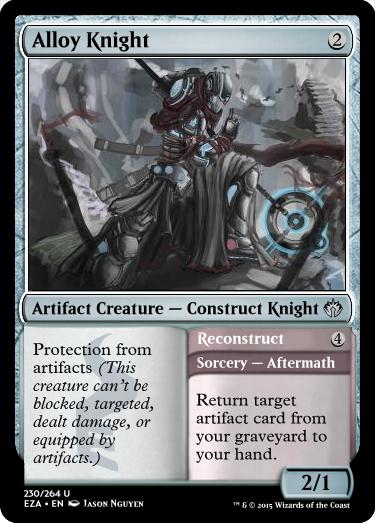 Alloy Knight 2
Artifact Creature — Construct Knight
Protection from
artifacts (This
creature can't be
blocked, targeted,
dealt damage, or
equipped by
artifacts.)
Reconstruct 4
Sorcery — Aftermath
Return target
artifact card from
your graveyard to
your hand.
2/1
230/264 U
EZA • EN Jason Nguyen
™ & © 2015 Wizards of the Coast